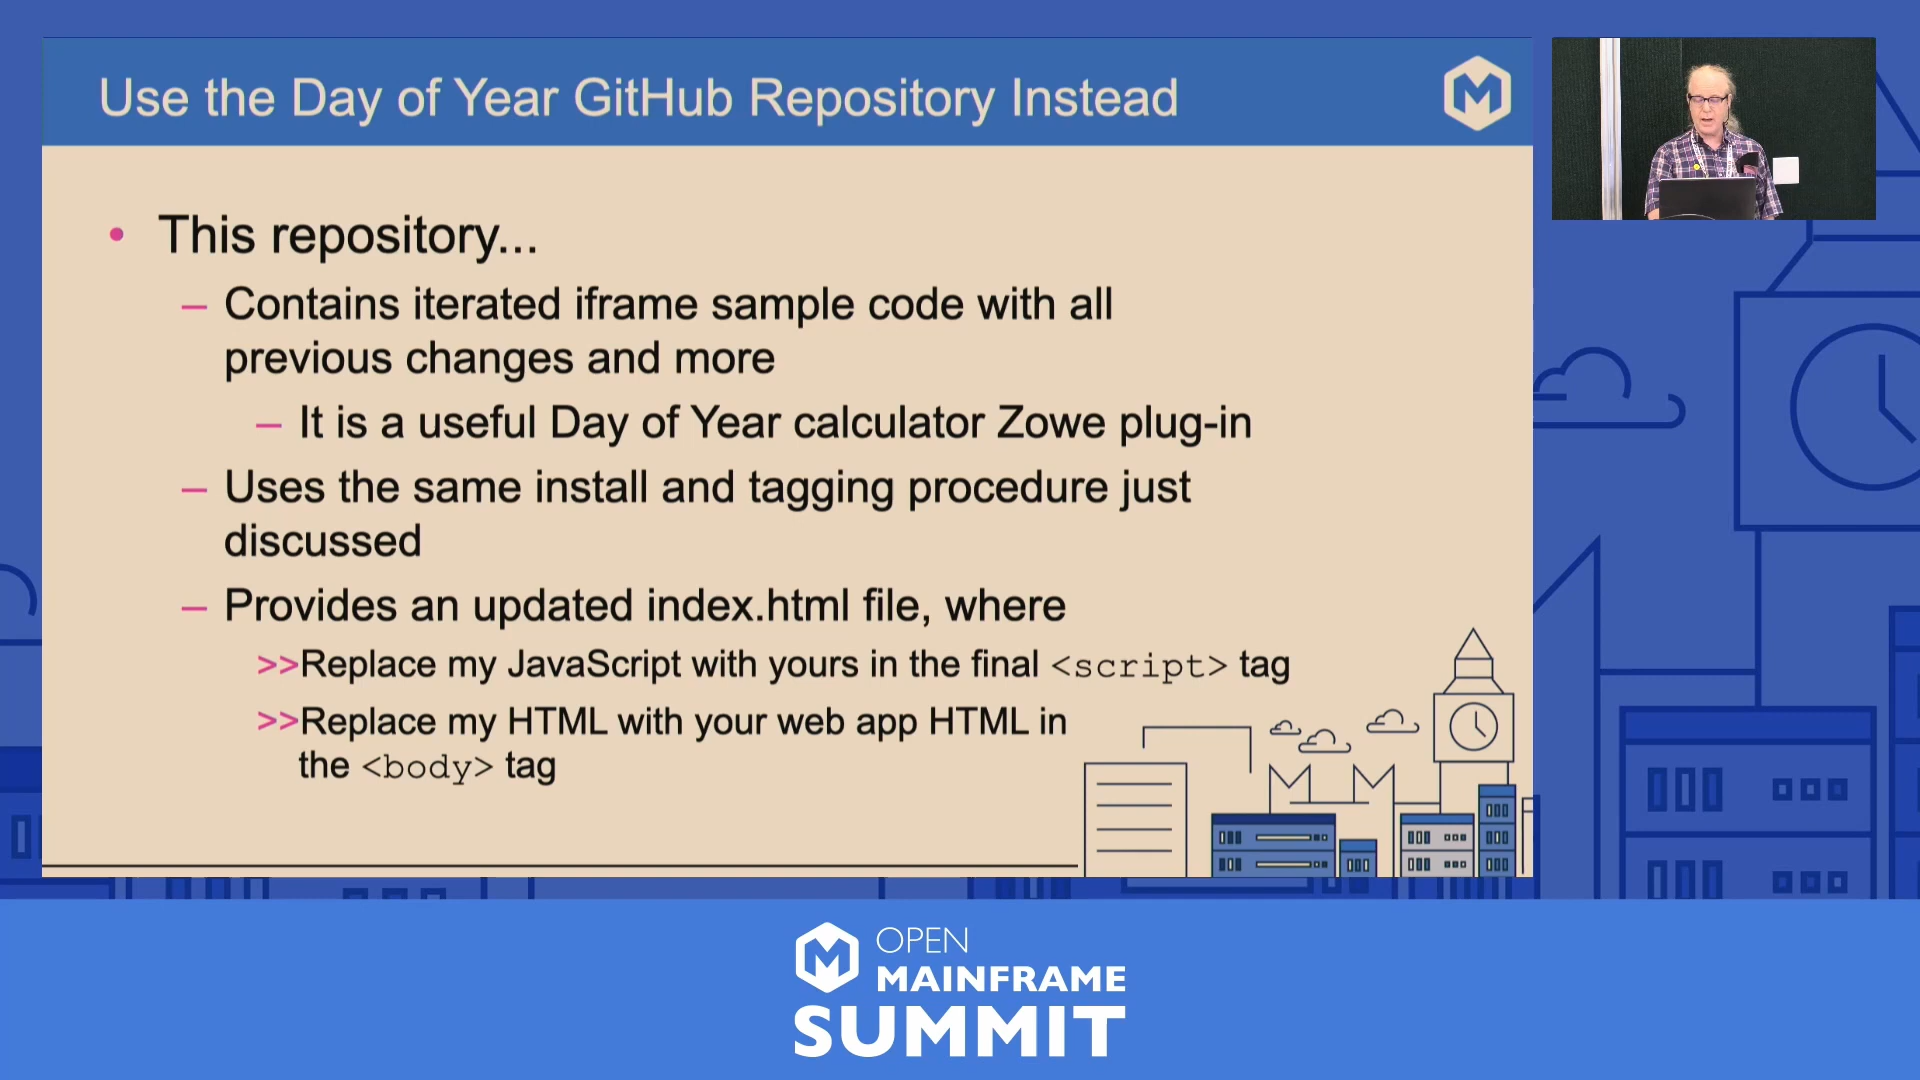 Use the Day of Year GitHub Repository Instead
• This repository...
– Contains iterated iframe sample code with all
previous changes and more
– It is a useful Day of Year calculator Zowe plug-in
– Uses the same install and tagging procedure just
discussed
– Provides an updated index.html file, where
>>Replace my JavaScript with yours in the final <script> tag
>>Replace my HTML with your web app HTML in
the <body> tag
OPEN
MAINFRAME
SUMMIT